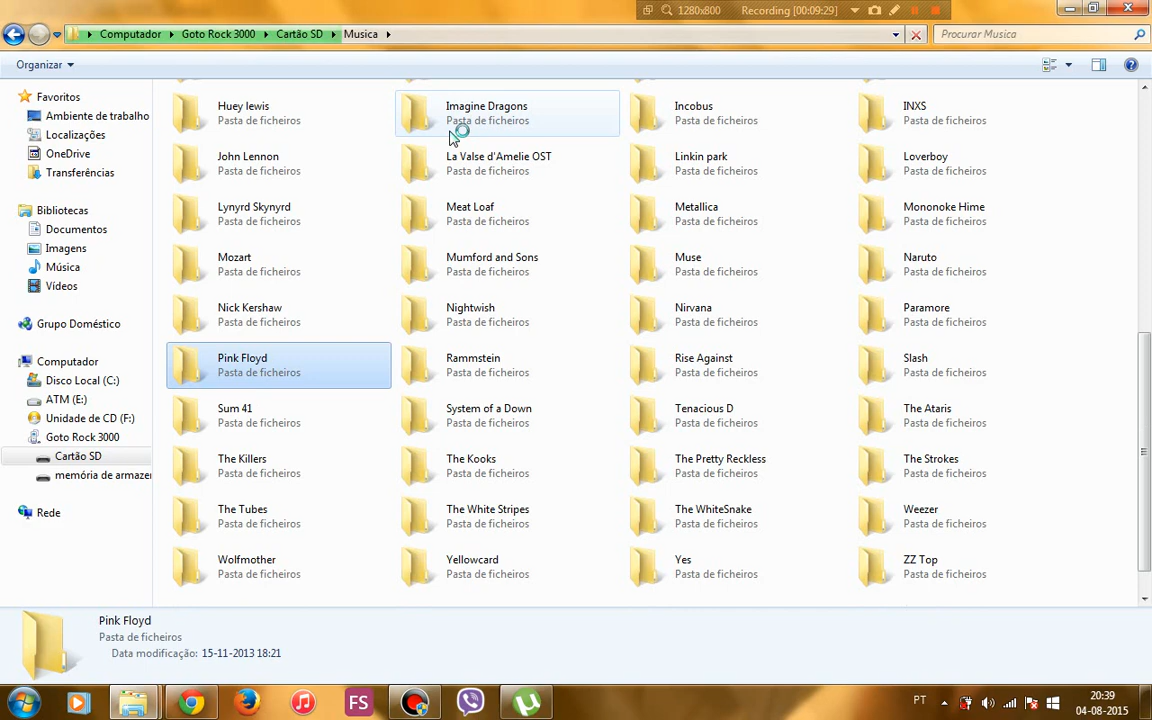 1280x800 Recording [00:09:29]
Computador Goto Rock 3000 Cartão SD Musica
Procurar Musica
Organizar
Favoritos
Ambiente de trabalho
Localizações
OneDrive
Transferências
Bibliotecas
Documentos
Imagens
Música
Vídeos
Grupo Doméstico
Computador
Disco Local (C:)
ATM (E:)
Unidade de CD (F:)
Goto Rock 3000
Cartão SD
memória de armazer
Rede
Huey lewis
Pasta de ficheiros
Imagine Dragons
Pasta de ficheiros
Incobus
Pasta de ficheiros
INXS
Pasta de ficheiros
John Lennon
Pasta de ficheiros
La Valse d'Amelie OST
Pasta de ficheiros
Linkin park
Pasta de ficheiros
Loverboy
Pasta de ficheiros
Lynyrd Skynyrd
Pasta de ficheiros
Meat Loaf
Pasta de ficheiros
Metallica
Pasta de ficheiros
Mononoke Hime
Pasta de ficheiros
Mozart
Pasta de ficheiros
Mumford and Sons
Pasta de ficheiros
Muse
Pasta de ficheiros
Naruto
Pasta de ficheiros
Nick Kershaw
Pasta de ficheiros
Nightwish
Pasta de ficheiros
Nirvana
Pasta de ficheiros
Paramore
Pasta de ficheiros
Pink Floyd
Pasta de ficheiros
Rammstein
Pasta de ficheiros
Rise Against
Pasta de ficheiros
Slash
Pasta de ficheiros
Sum 41
Pasta de ficheiros
System of a Down
Pasta de ficheiros
Tenacious D
Pasta de ficheiros
The Ataris
Pasta de ficheiros
The Killers
Pasta de ficheiros
The Kooks
Pasta de ficheiros
The Pretty Reckless
Pasta de ficheiros
The Strokes
Pasta de ficheiros
The Tubes
Pasta de ficheiros
The White Stripes
Pasta de ficheiros
The WhiteSnake
Pasta de ficheiros
Weezer
Pasta de ficheiros
Wolfmother
Pasta de ficheiros
Yellowcard
Pasta de ficheiros
Yes
Pasta de ficheiros
ZZ Top
Pasta de ficheiros
Pink Floyd
Pasta de ficheiros
Data modificação: 15-11-2013 18:21
FS
PT
20:39
04-08-2015